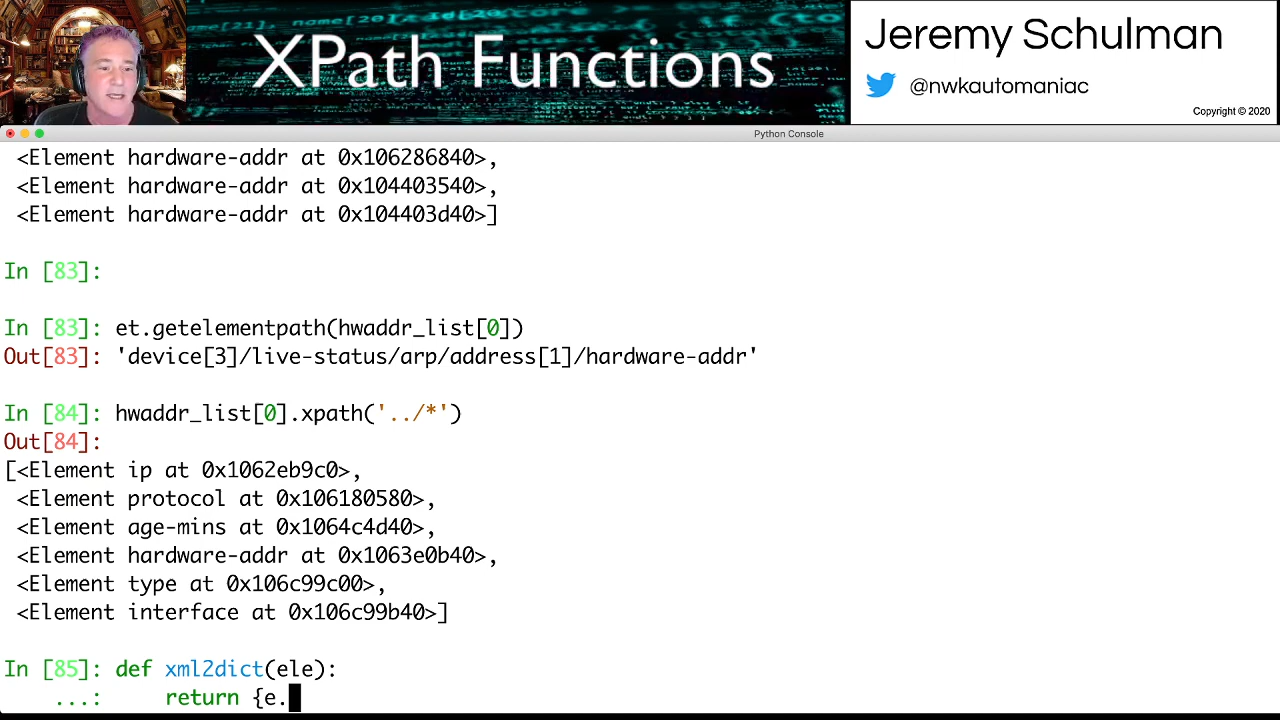 XPath Functions
Jeremy Schulman
@nwkautomaniac
Copyright © 2020
Python Console
<Element hardware-addr at 0x106286840>,
<Element hardware-addr at 0x104403540>,
<Element hardware-addr at 0x104403d40>]
In [83]:
In [83]: et.getelementpath(hwaddr_list[0])
Out[83]: 'device[3]/live-status/arp/address[1]/hardware-addr'
In [84]: hwaddr_list[0].xpath('../*')
Out[84]:
[<Element ip at 0x1062eb9c0>,
<Element protocol at 0x106180580>,
<Element age-mins at 0x1064c4d40>,
<Element hardware-addr at 0x1063e0b40>,
<Element type at 0x106c99c00>,
<Element interface at 0x106c99b40>]
In [85]: def xml2dict(ele):
...: return {e.